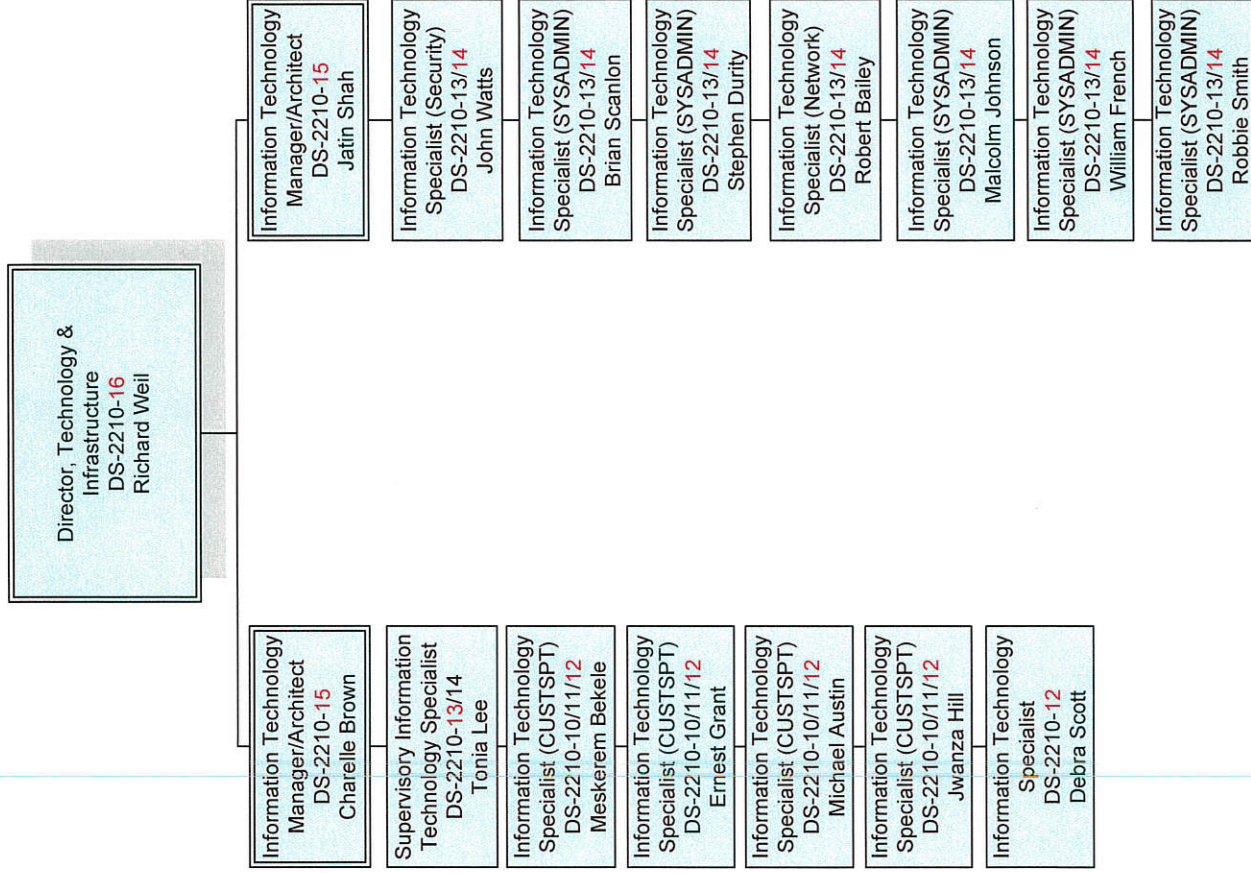 Director, Technology &
Infrastructure
DS-2210-16
Richard Weil
Information Technology
Manager/Architect
DS-2210-15
Charelle Brown
Supervisory Information
Technology Specialist
DS-2210-13/14
Tonia Lee
Information Technology
Specialist (CUSTSPT)
DS-2210-10/11/12
Meskerem Bekele
Information Technology
Specialist (CUSTSPT)
DS-2210-10/11/12
Ernest Grant
Information Technology
Specialist (CUSTSPT)
DS-2210-10/11/12
Michael Austin
Information Technology
Specialist (CUSTSPT)
DS-2210-10/11/12
Jwanza Hill
Information Technology
Specialist
DS-2210-12
Debra Scott
Information Technology
Manager/Architect
DS-2210-15
Jatin Shah
Information Technology
Specialist (Security)
DS-2210-13/14
John Watts
Information Technology
Specialist (SYSADMIN)
DS-2210-13/14
Brian Scanlon
Information Technology
Specialist (SYSADMIN)
DS-2210-13/14
Stephen Durity
Information Technology
Specialist (Network)
DS-2210-13/14
Robert Bailey
Information Technology
Specialist (SYSADMIN)
DS-2210-13/14
Malcolm Johnson
Information Technology
Specialist (SYSADMIN)
DS-2210-13/14
William French
Information Technology
Specialist (SYSADMIN)
DS-2210-13/14
Robbie Smith